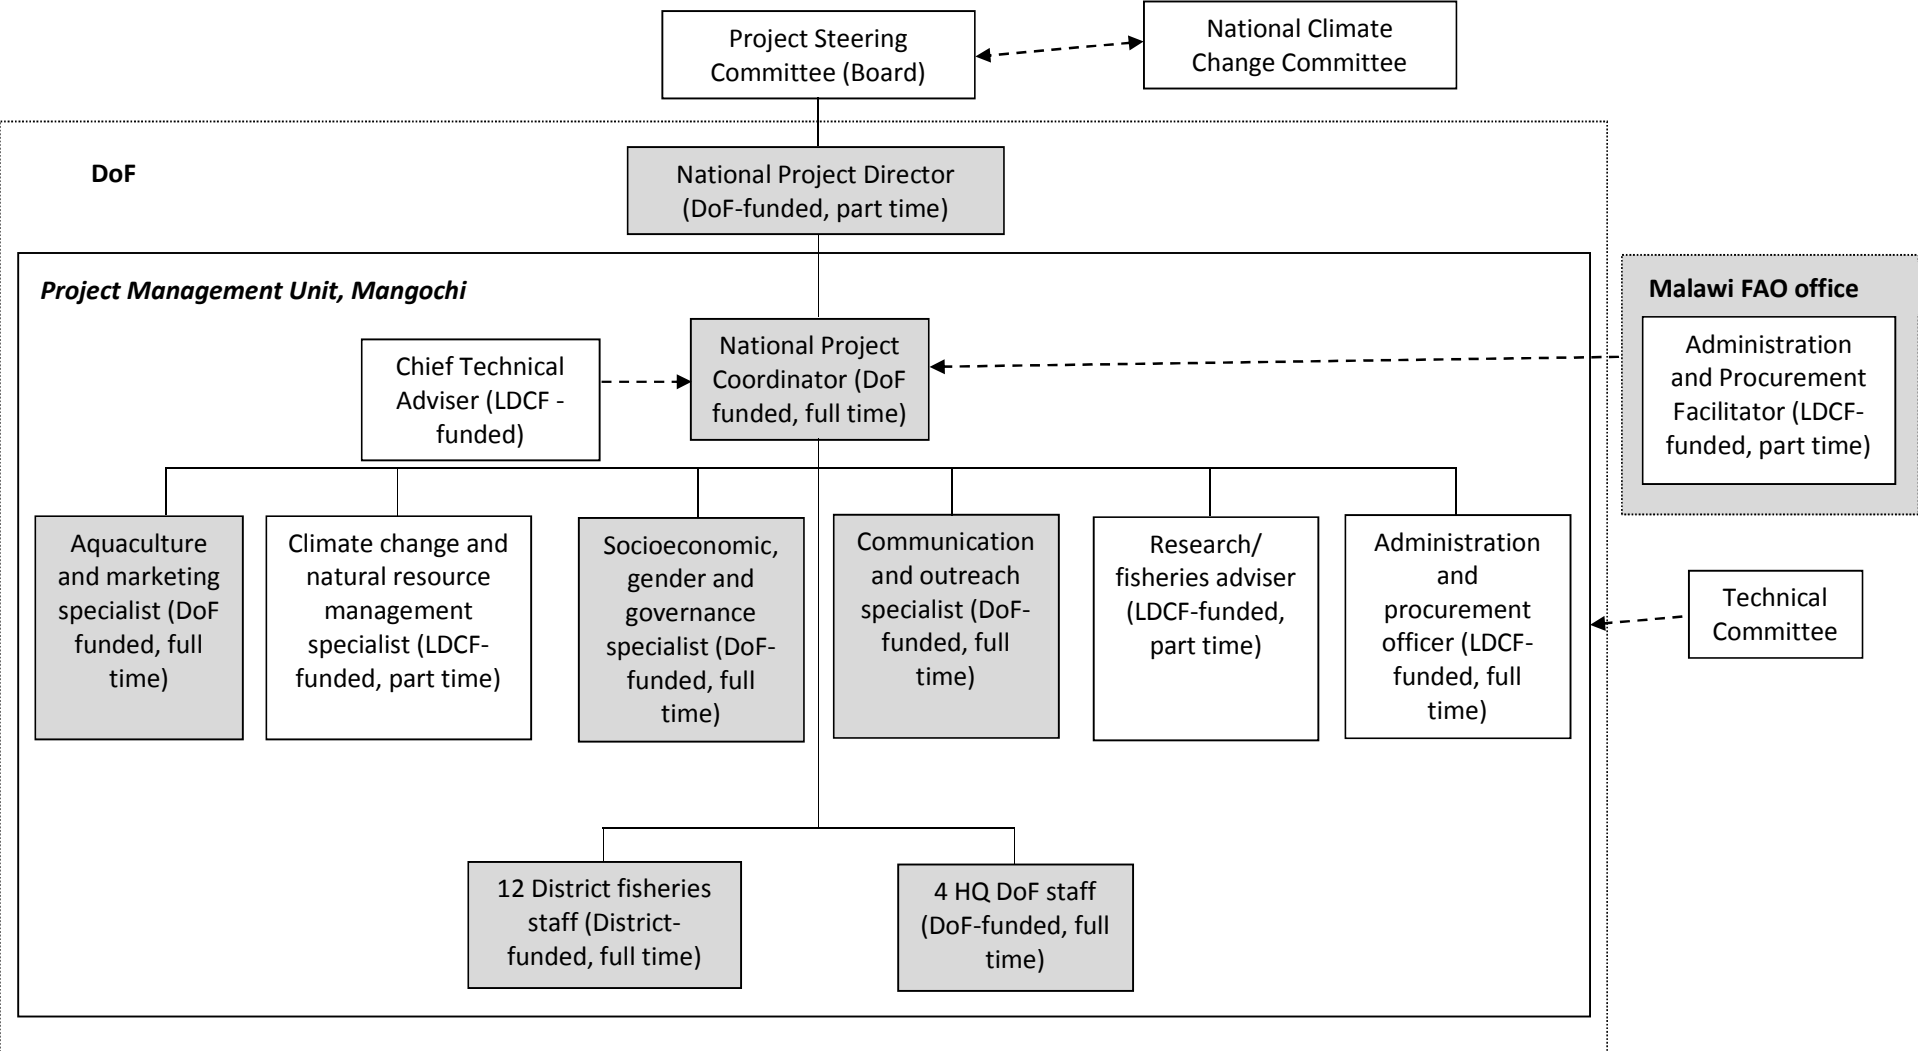 Project Steering
Committee (Board)
National Climate
Change Committee
DoF
National Project Director
(DoF-funded, part time)
Project Management Unit, Mangochi
Malawi FAO office
Administration
and Procurement
Facilitator (LDCF-
funded, part time)
Chief Technical
Adviser (LDCF -
funded)
National Project
Coordinator (DoF
funded, full time)
Aquaculture
and marketing
specialist (DoF
funded, full
time)
Climate change and
natural resource
management
specialist (LDCF-
funded, part time)
Socioeconomic,
gender and
governance
specialist (DoF-
funded, full
time)
Communication
and outreach
specialist (DoF-
funded, full
time)
Research/
fisheries adviser
(LDCF-funded,
part time)
Administration
and
procurement
officer (LDCF-
funded, full
time)
Technical
Committee
12 District fisheries
staff (District-
funded, full time)
4 HQ DoF staff
(DoF-funded, full
time)